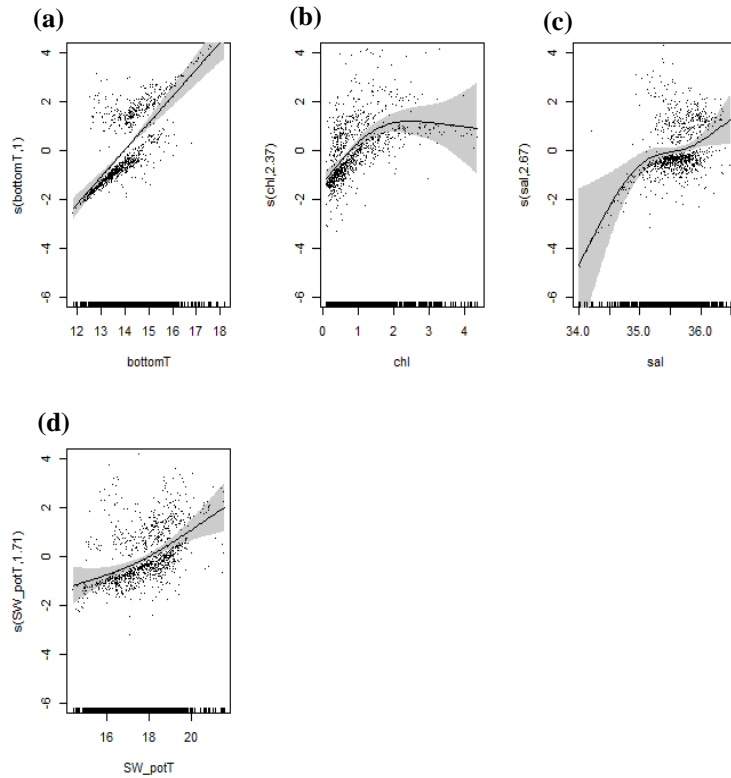 (a)
(b)
(c)
4
2
0
-2
-4
-6
s(bottomT,1)
12 13 14 15 16 17 18
bottomT
4
2
0
-2
-4
-6
s(chl,2.37)
0 1 2 3 4
chl
4
2
0
-2
-4
-6
s(sal,2.67)
34.0 35.0 36.0
sal
(d)
4
2
0
-2
-4
-6
s(SW_potT,1.71)
16 18 20
SW_potT